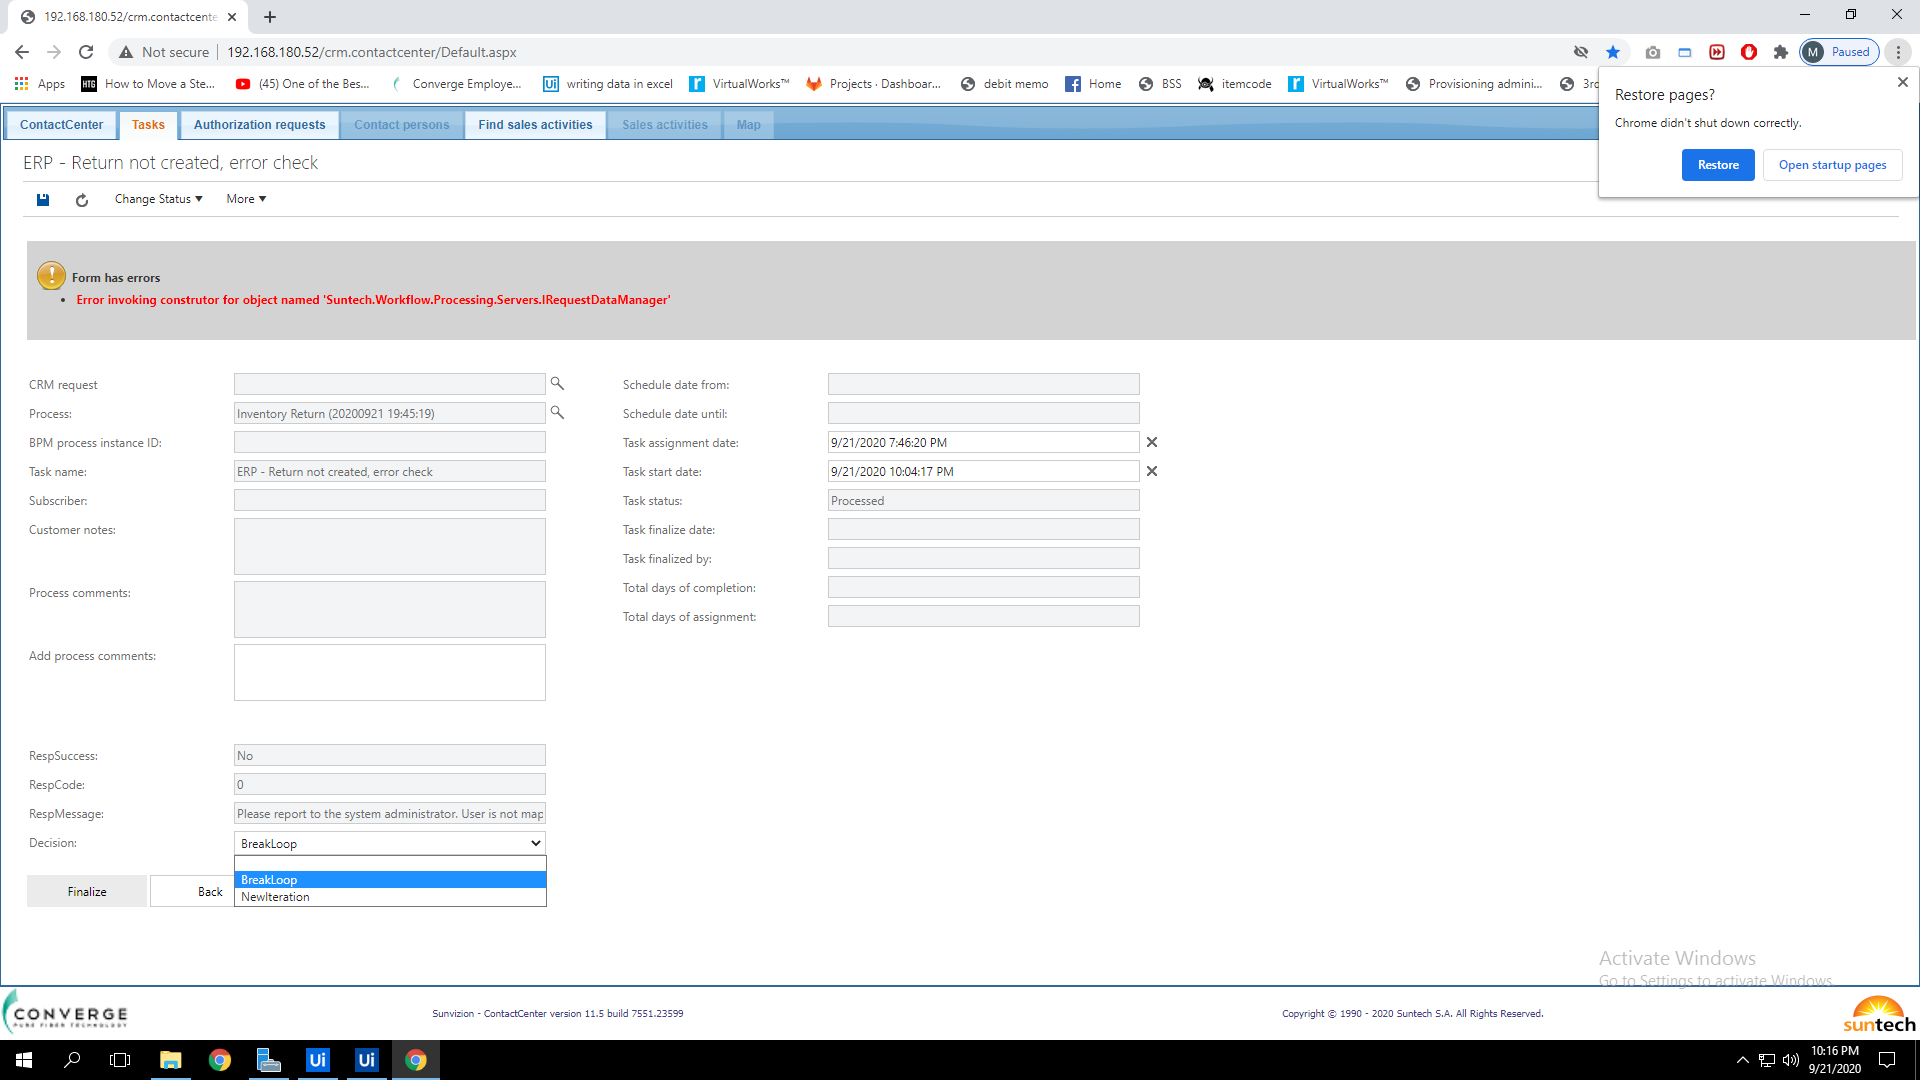 192.168.180.52/crm.contactcente
Not secure
192.168.180.52/crm.contactcenter/Default.aspx
M
Paused
Apps
HTG
How to Move a Ste...
(45) One of the Bes...
Converge Employe...
Ui
writing data in excel
VirtualWorks™
Projects · Dashboar...
debit memo
Home
BSS
itemcode
VirtualWorks™
Provisioning admini...
3r
Restore pages?
Chrome didn't shut down correctly.
Restore
Open startup pages
ContactCenter
Tasks
Authorization requests
Contact persons
Find sales activities
Sales activities
Map
ERP - Return not created, error check
Change Status
More
Form has errors
Error invoking construtor for object named 'Suntech.Workflow.Processing.Servers.IRequestDataManager'
CRM request
Process:
Inventory Return (20200921 19:45:19)
BPM process instance ID:
Task name:
ERP - Return not created, error check
Subscriber:
Customer notes:
Process comments:
Add process comments:
Schedule date from:
Schedule date until:
Task assignment date:
9/21/2020 7:46:20 PM
Task start date:
9/21/2020 10:04:17 PM
Task status:
Processed
Task finalize date:
Task finalized by:
Total days of completion:
Total days of assignment:
RespSuccess:
No
RespCode:
0
RespMessage:
Please report to the system administrator. User is not map
Decision:
BreakLoop
BreakLoop
NewIteration
Finalize
Back
Activate Windows
Go to Settings to activate Windows.
CONVERGE
PURE FIBER TECHNOLOGY
Sunvizion - ContactCenter version 11.5 build 7551.23599
Copyright © 1990 - 2020 Suntech S.A. All Rights Reserved.
suntech
Ui
Ui
10:16 PM
9/21/2020